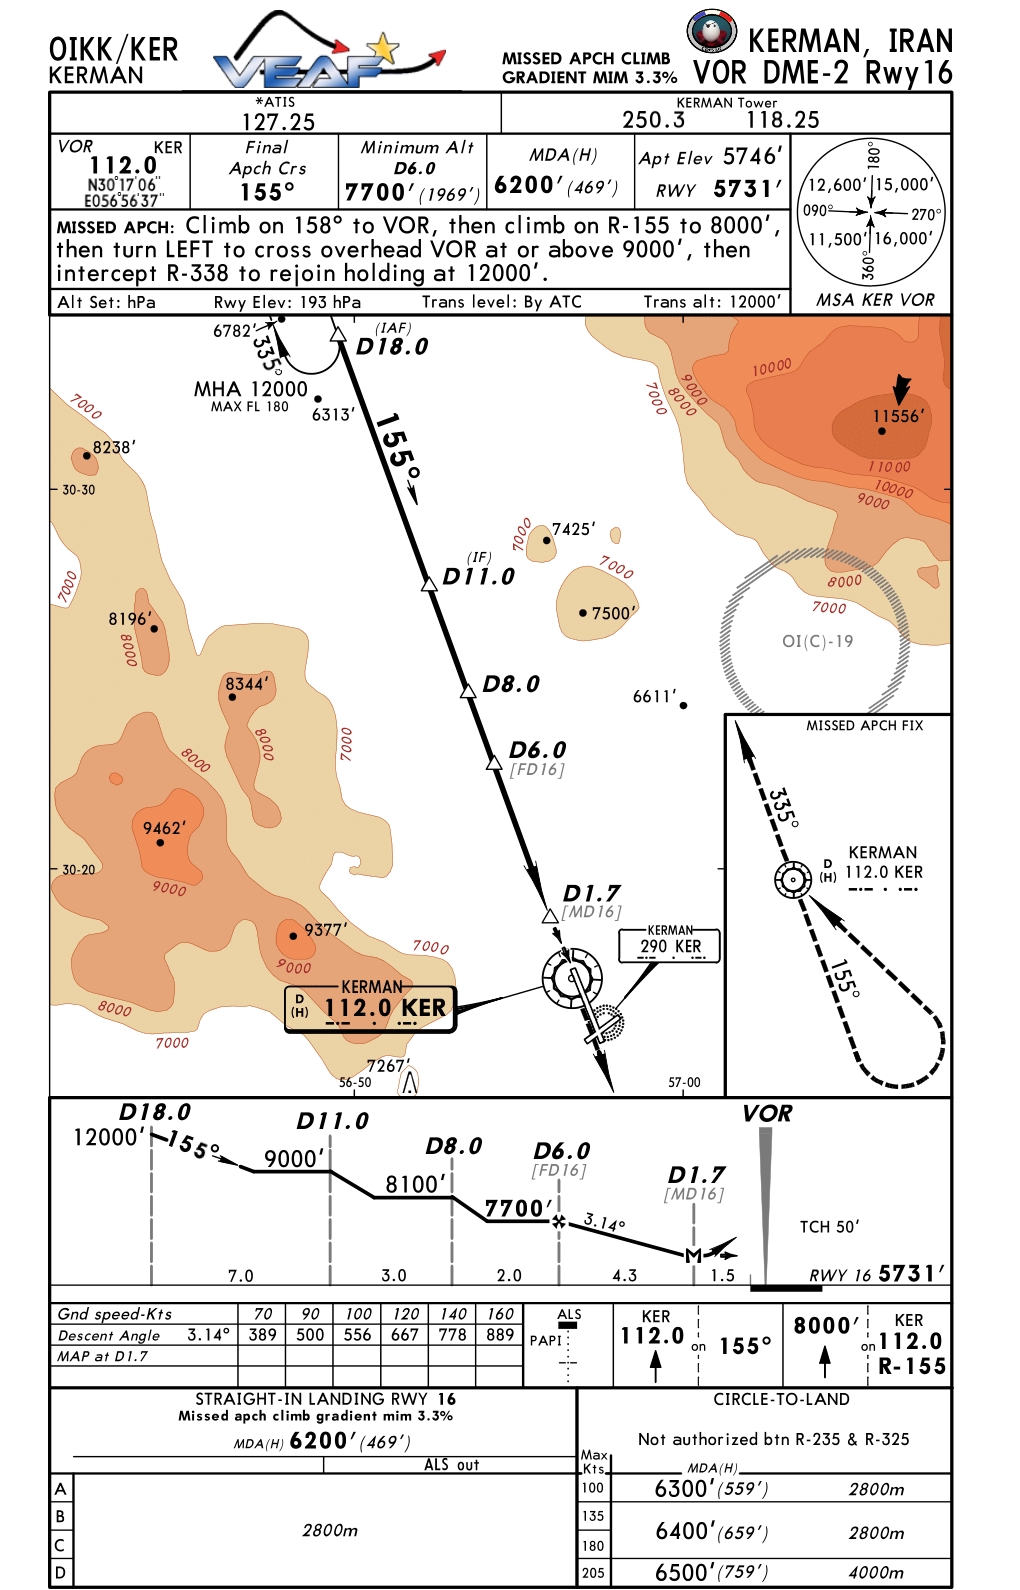 OIKK/KER
KERMAN
VEAF
MISSED APCH CLIMB
GRADIENT MIM 3.3%
KERMAN, IRAN
VOR DME-2 Rwy16
*ATIS
127.25
KERMAN Tower
250.3 118.25
VOR KER
112.0
N30°17'06"
E056°56'37"
Final
Apch Crs
155°
Minimum Alt
D6.0
7700' (1969')
MDA(H)
6200' (469')
Apt Elev 5746'
RWY 5731'
MISSED APCH: Climb on 158° to VOR, then climb on R-155 to 8000',
then turn LEFT to cross overhead VOR at or above 9000', then
intercept R-338 to rejoin holding at 12000'.
Alt Set: hPa Rwy Elev: 193 hPa Trans level: By ATC Trans alt: 12000'
180°
12,600' 15,000'
090° 270°
11,500' 16,000'
360°
MSA KER VOR
6782'
335°
(IAF)
D18.0
MHA 12000
MAX FL 180
6313'
155°
7000
8238'
30-30
7000
8196'
8000
8344'
8000
8000
7000
9462'
9000
30-20
9377'
9000
7000
8000
7000
7267'
56-50
57-00
7425'
7000
7000
7500'
6611'
(IF)
D11.0
D8.0
D6.0
[FD16]
D1.7
[MD16]
KERMAN
290 KER
D
(H)
KERMAN
112.0 KER
7000
8000
9000
10000
11556'
11000
10000
9000
8000
7000
OI(C)-19
MISSED APCH FIX
335°
D
(H)
KERMAN
112.0 KER
155°
D18.0
12000'
155°
9000'
D11.0
8100'
D8.0
7700'
D6.0
[FD16]
3.14°
D1.7
[MD16]
M
VOR
TCH 50'
7.0 3.0 2.0 4.3 1.5
RWY 16 5731'
Gnd speed-Kts 70 90 100 120 140 160
Descent Angle 3.14° 389 500 556 667 778 889
MAP at D1.7
ALS
PAPI
KER
112.0
on
155°
8000'
on
KER
112.0
R-155
STRAIGHT-IN LANDING RWY 16
Missed apch climb gradient mim 3.3%
MDA(H) 6200' (469')
ALS out
A
B
C
D
2800m
CIRCLE-TO-LAND
Not authorized btn R-235 & R-325
Max
Kts
MDA(H)
100 6300' (559') 2800m
135
6400' (659') 2800m
180
205 6500' (759') 4000m